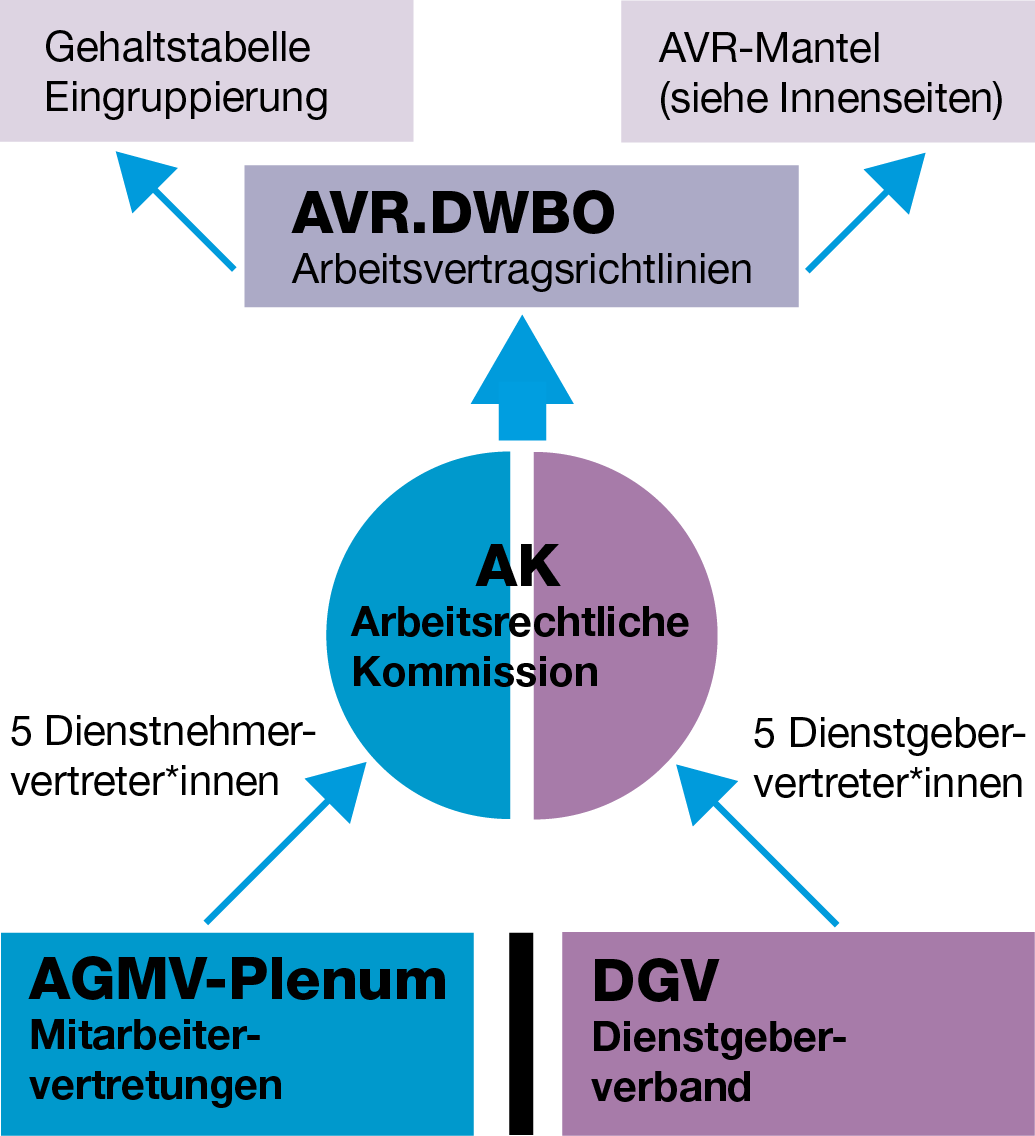 Gehaltstabelle
Eingruppierung
AVR-Mantel
(siehe Innenseiten)
AVR.DWBO
Arbeitsvertragsrichtlinien
AK
Arbeitsrechtliche
Kommission
5 Dienstnehmer-
vertreter*innen
5 Dienstgeber-
vertreter*innen
AGMV-Plenum
Mitarbeiter-
vertretungen
DGV
Dienstgeber-
verband